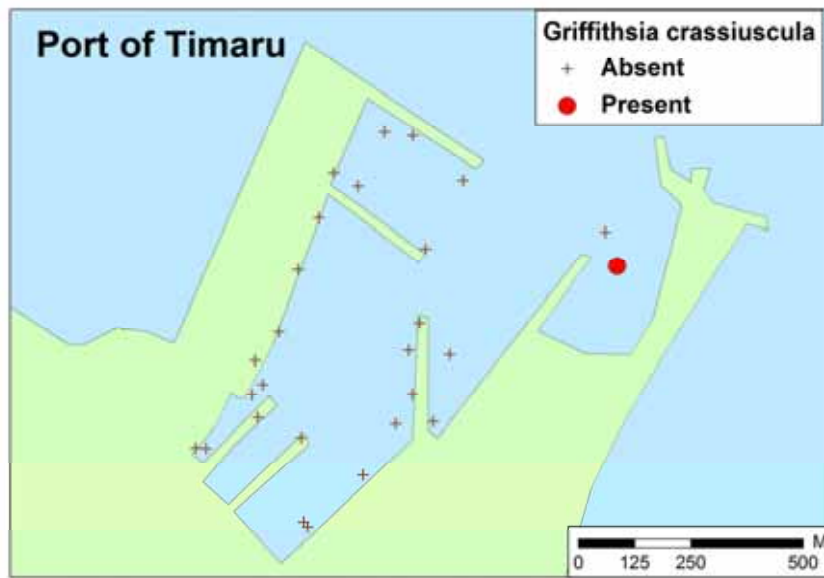 Port of Timaru
Griffithsia crassiuscula
Absent
Present
M
0 125 250 500